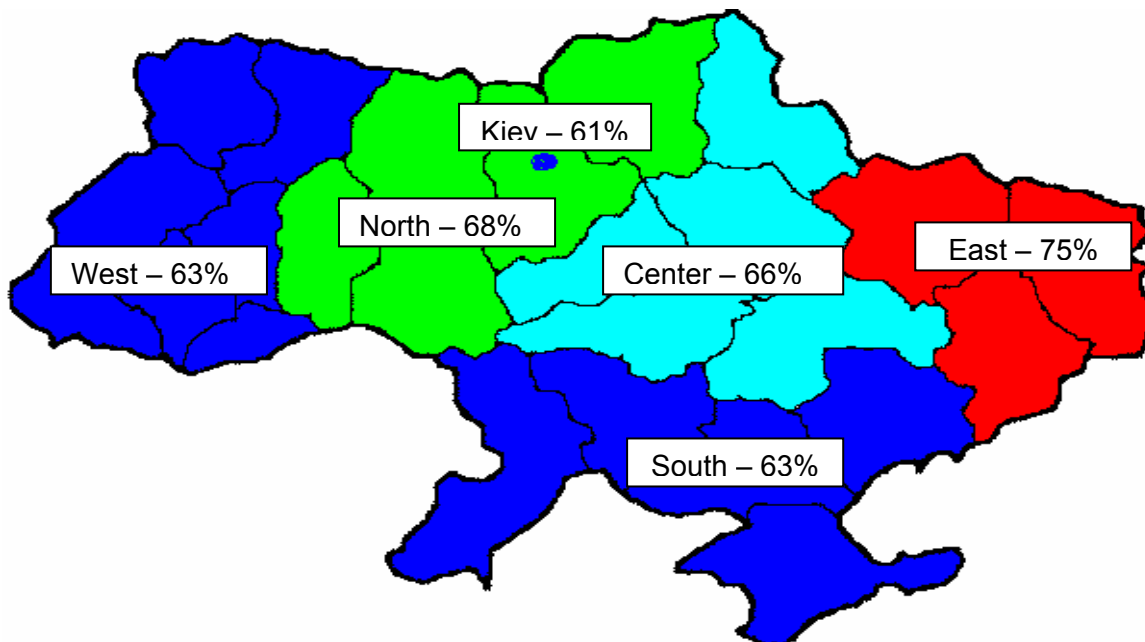 Kiev – 61%
North – 68%
West – 63%
Center – 66%
East – 75%
South – 63%